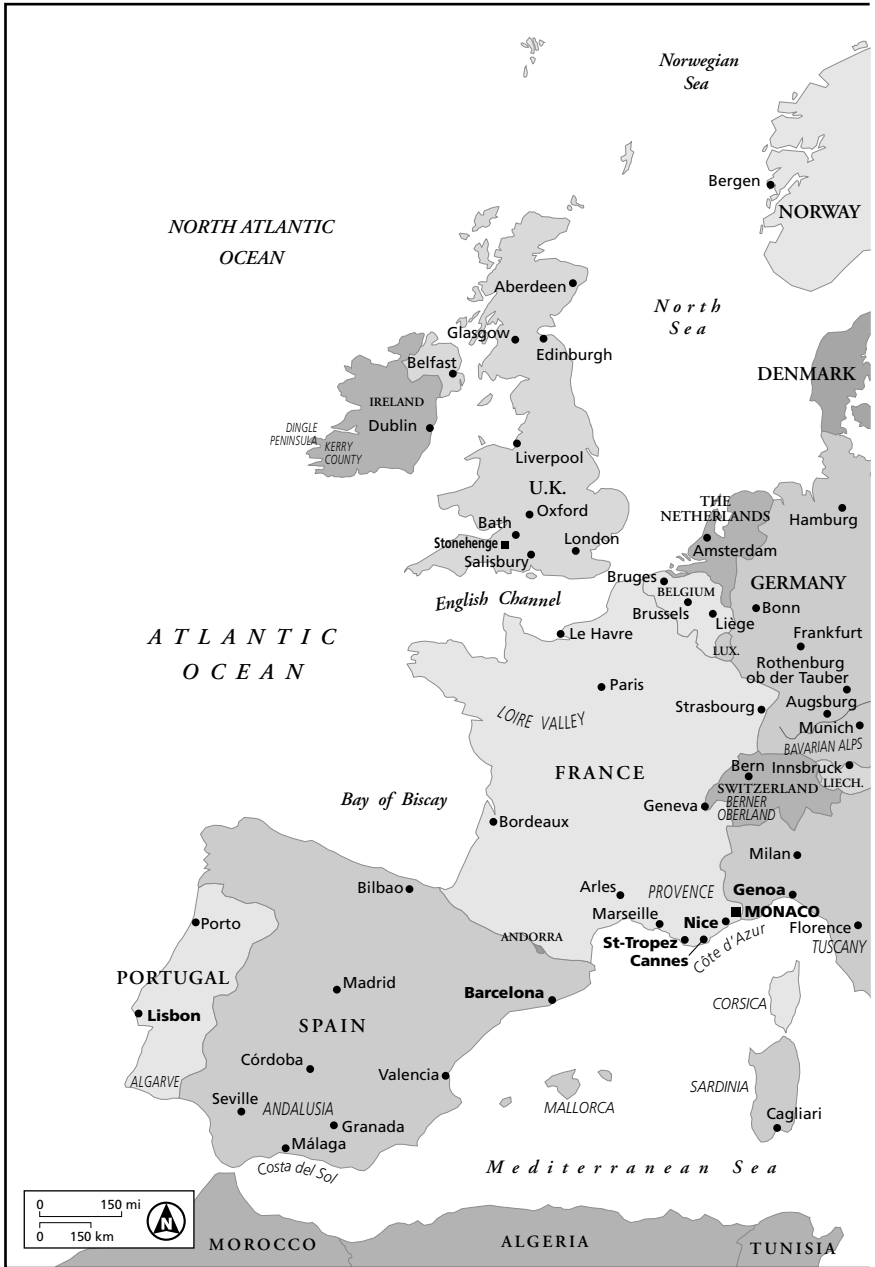 Norwegian
Sea
Bergen
NORWAY
NORTH ATLANTIC
OCEAN
Aberdeen
North
Sea
Glasgow
Edinburgh
Belfast
DENMARK
IRELAND
Dublin
DINGLE
PENINSULA
KERRY
COUNTY
Liverpool
U.K.
THE
NETHERLANDS
Hamburg
Oxford
Bath
Stonehenge
London
Salisbury
Amsterdam
Bruges
BELGIUM
GERMANY
English Channel
Brussels
Bonn
Liège
ATLANTIC
OCEAN
Le Havre
Frankfurt
LUX.
Rothenburg
ob der Tauber
Paris
Strasbourg
Augsburg
LOIRE VALLEY
Munich
BAVARIAN ALPS
FRANCE
Bern
Innsbruck
SWITZERLAND
LIECH.
Bay of Biscay
Geneva
BERNER
OBERLAND
Bordeaux
Milan
Bilbao
Arles
PROVENCE
Genoa
Marseille
Nice
MONACO
Porto
Florence
ANDORRA
St-Tropez
Cannes
Côte d'Azur
TUSCANY
PORTUGAL
Madrid
Barcelona
CORSICA
Lisbon
SPAIN
Córdoba
Valencia
ALGARVE
SARDINIA
Seville
ANDALUSIA
MALLORCA
Granada
Cagliari
Málaga
Costa del Sol
Mediterranean Sea
0 150 mi
0 150 km
N
MOROCCO
ALGERIA
TUNISIA